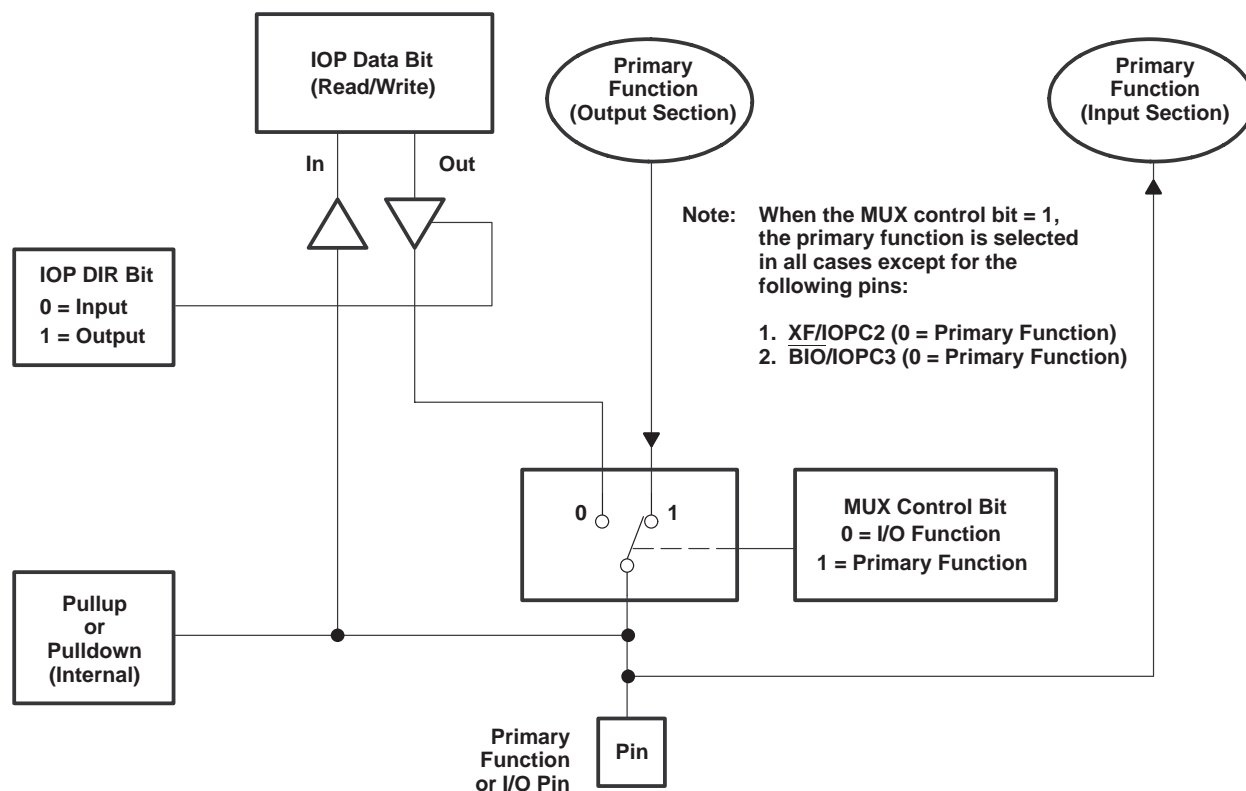 IOP Data Bit
(Read/Write)
Primary
Function
(Output Section)
Primary
Function
(Input Section)
In
Out
Note: When the MUX control bit = 1,
the primary function is selected
in all cases except for the
following pins:
1. XF/IOPC2 (0 = Primary Function)
2. B̅I̅O̅/IOPC3 (0 = Primary Function)
IOP DIR Bit
0 = Input
1 = Output
0
1
MUX Control Bit
0 = I/O Function
1 = Primary Function
Pullup
or
Pulldown
(Internal)
Primary
Function
or I/O Pin
Pin